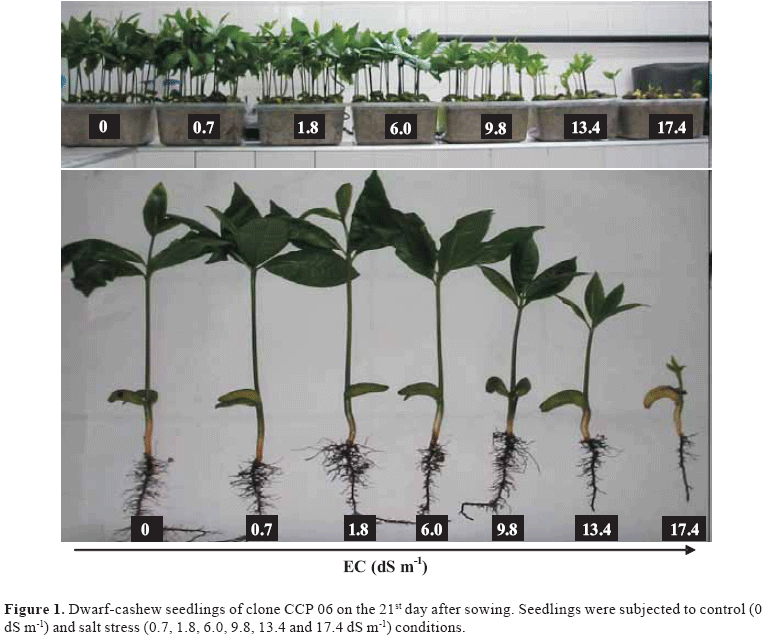 0 0.7 1.8 6.0 9.8 13.4 17.4
0 0.7 1.8 6.0 9.8 13.4 17.4
EC (dS m-1)
Figure 1. Dwarf-cashew seedlings of clone CCP 06 on the 21st day after sowing. Seedlings were subjected to control (0
dS m-1) and salt stress (0.7, 1.8, 6.0, 9.8, 13.4 and 17.4 dS m-1) conditions.